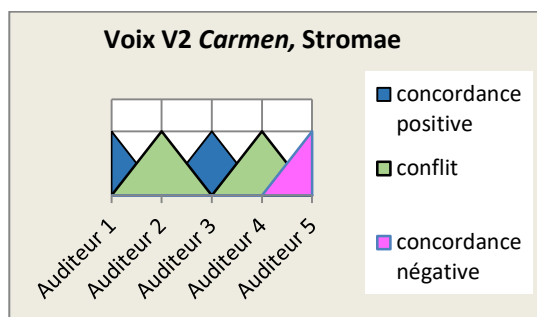 Voix V2 Carmen, Stromae
concordance
positive
conflit
concordance
négative
Auditeur 1
Auditeur 2
Auditeur 3
Auditeur 4
Auditeur 5